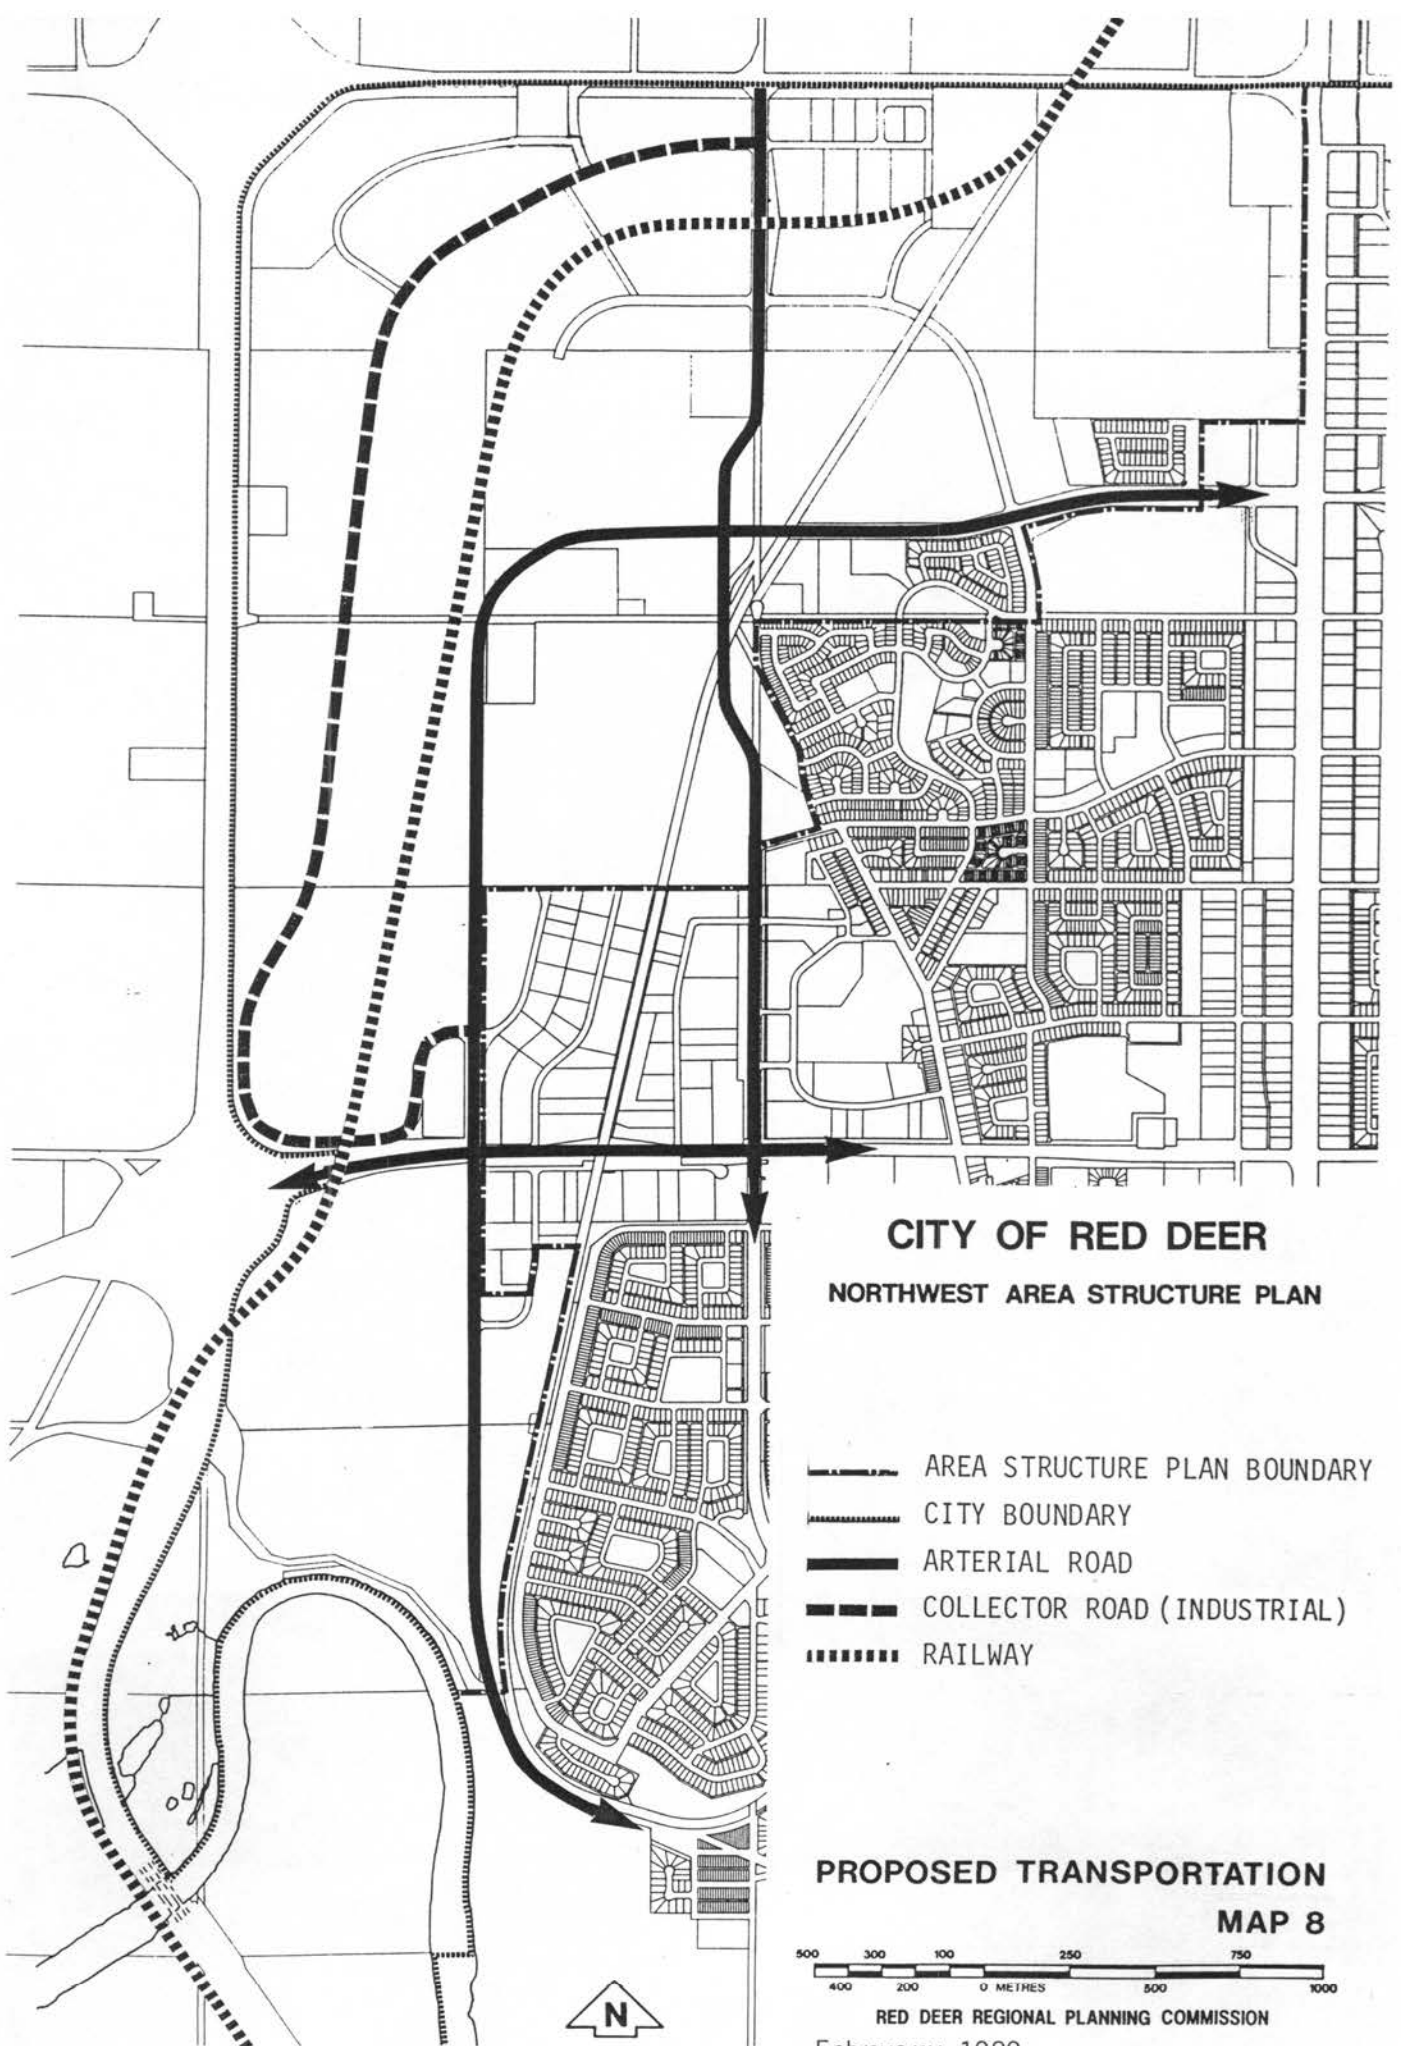 CITY OF RED DEER
NORTHWEST AREA STRUCTURE PLAN
AREA STRUCTURE PLAN BOUNDARY
CITY BOUNDARY
ARTERIAL ROAD
COLLECTOR ROAD (INDUSTRIAL)
RAILWAY
PROPOSED TRANSPORTATION
MAP 8
500 300 100 250 750
400 200 0 METRES 500 1000
RED DEER REGIONAL PLANNING COMMISSION
N